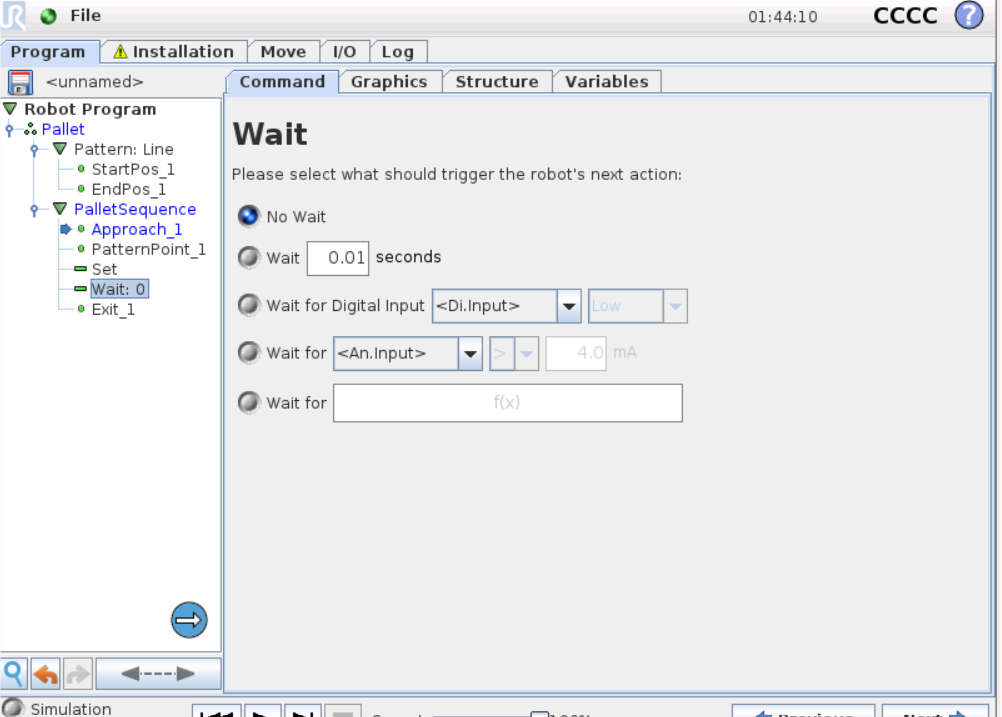 File 01:44:10 CCCC ?
Program Installation Move I/O Log
<unnamed> Command Graphics Structure Variables
Robot Program
Pallet
Pattern: Line
StartPos_1
EndPos_1
PalletSequence
Approach_1
PatternPoint_1
Set
Wait: 0
Exit_1
Wait
Please select what should trigger the robot's next action:
No Wait
Wait 0.01 seconds
Wait for Digital Input <Di.Input> Low
Wait for <An.Input> > 4.0 mA
Wait for f(x)
Simulation